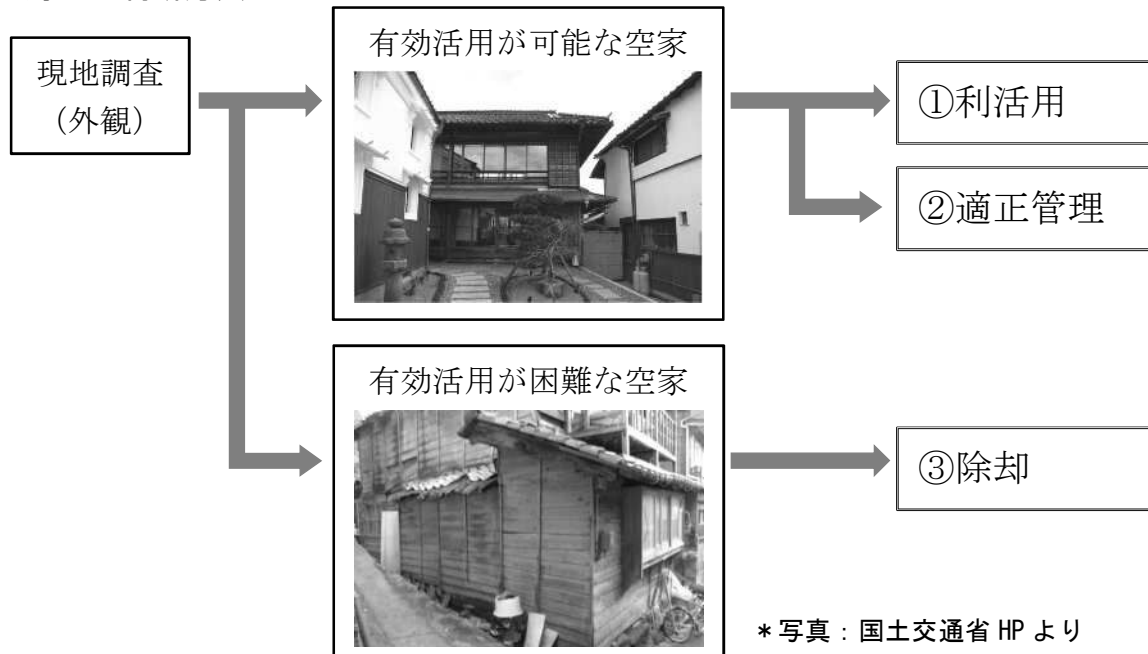 現地調査
（外観）
有効活用が可能な空家
①利活用
②適正管理
有効活用が困難な空家
③除却
＊写真：国土交通省 HP より